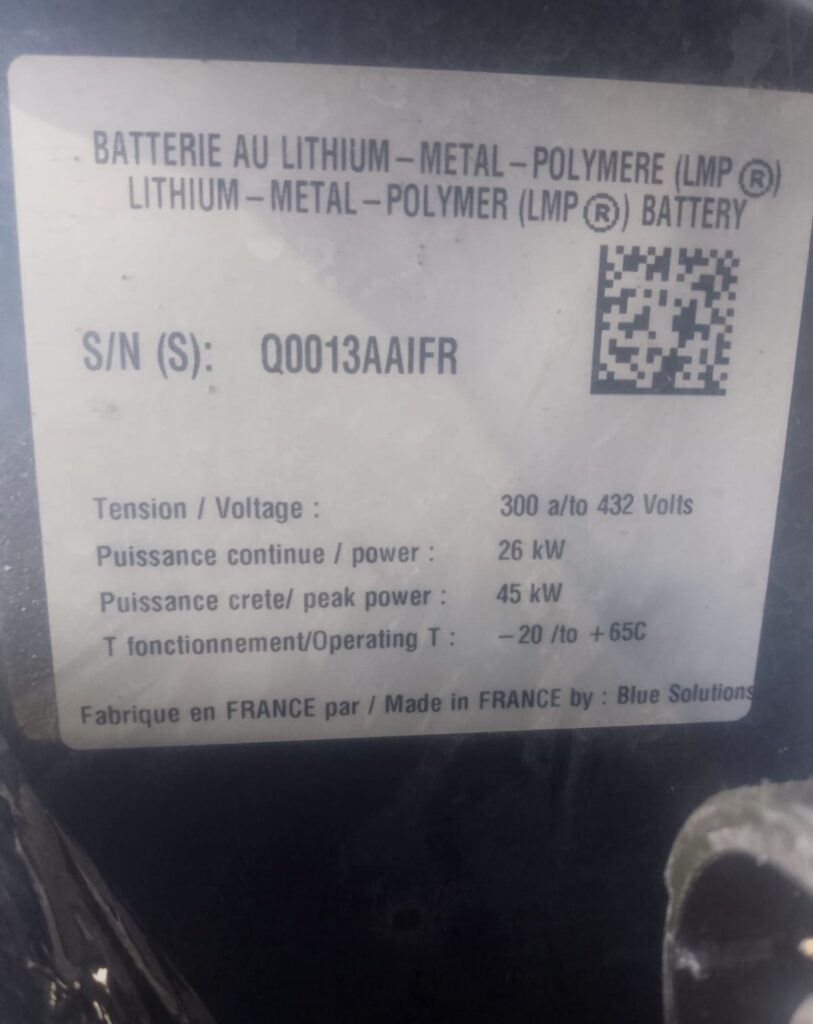 BATTERIE AU LITHIUM – METAL – POLYMERE (LMP ®)
LITHIUM – METAL – POLYMER (LMP ®) BATTERY
S/N (S): Q0013AAIFR
Tension / Voltage : 300 a/to 432 Volts
Puissance continue / power : 26 kW
Puissance crete/ peak power : 45 kW
T fonctionnement/Operating T : –20 /to +65C
Fabrique en FRANCE par / Made in FRANCE by : Blue Solutions